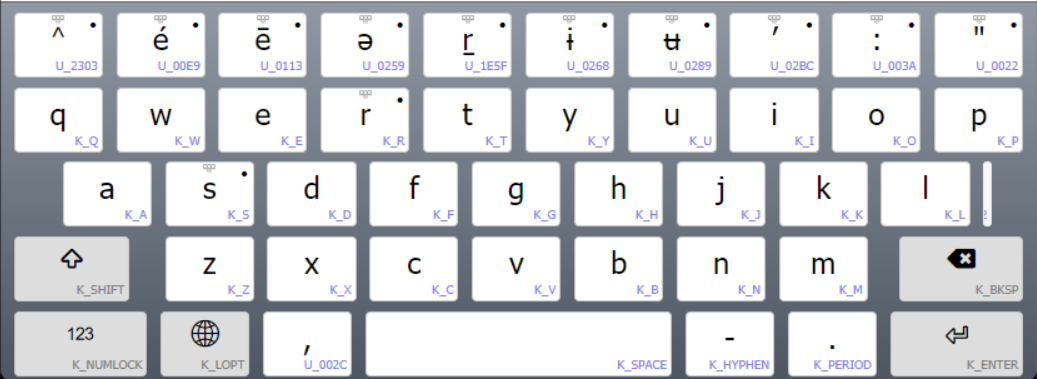 ^ é ē ə ṟ ɨ ʉ ʼ : "
U_2303 U_00E9 U_0113 U_0259 U_1E5F U_0268 U_0289 U_02BC U_003A U_0022
q w e r t y u i o p
K_Q K_W K_E K_R K_T K_Y K_U K_I K_O K_P
a s d f g h j k l
K_A K_S K_D K_F K_G K_H K_J K_K K_L
z x c v b n m
K_SHIFT K_Z K_X K_C K_V K_B K_N K_M K_BKSP
123 , - .
K_NUMLOCK K_LOPT U_002C K_SPACE K_HYPHEN K_PERIOD K_ENTER